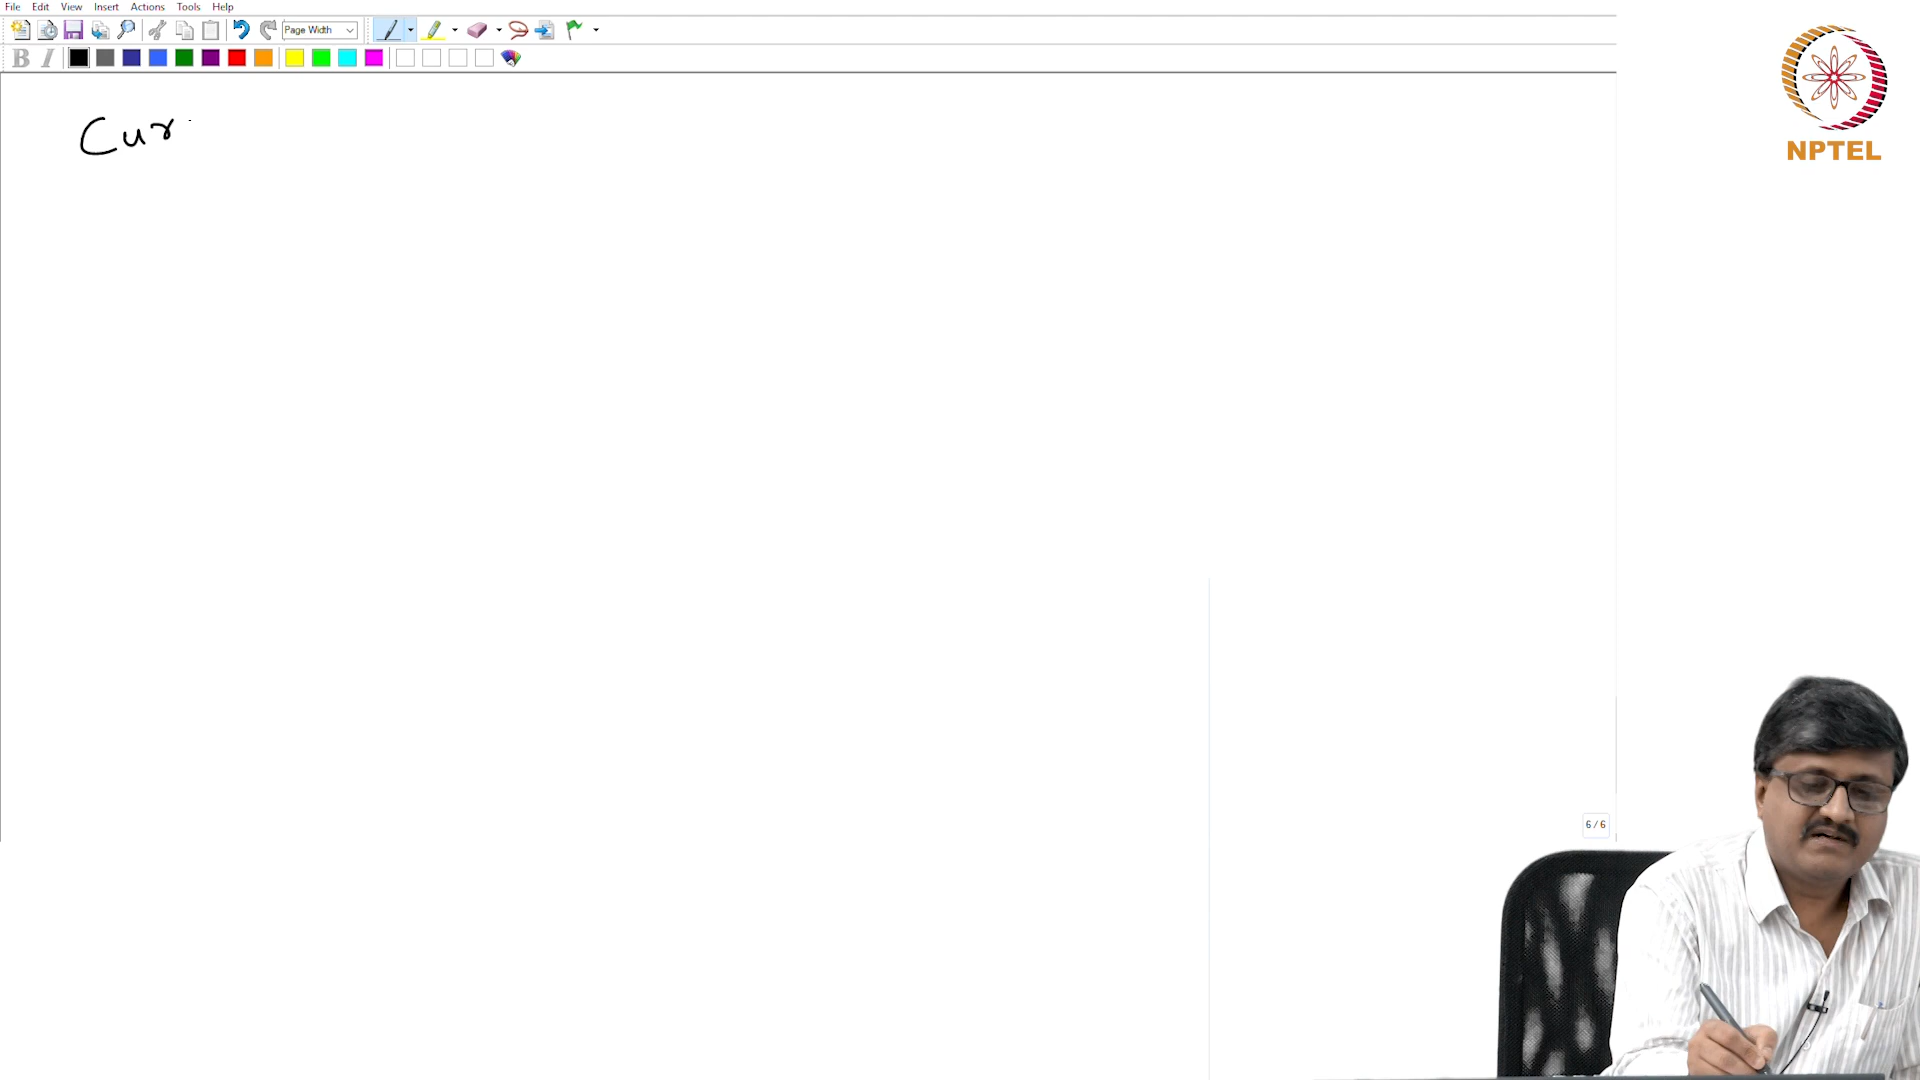 File Edit View Insert Actions Tools Help
Page Width
B I
Cur
NPTEL
6 / 6